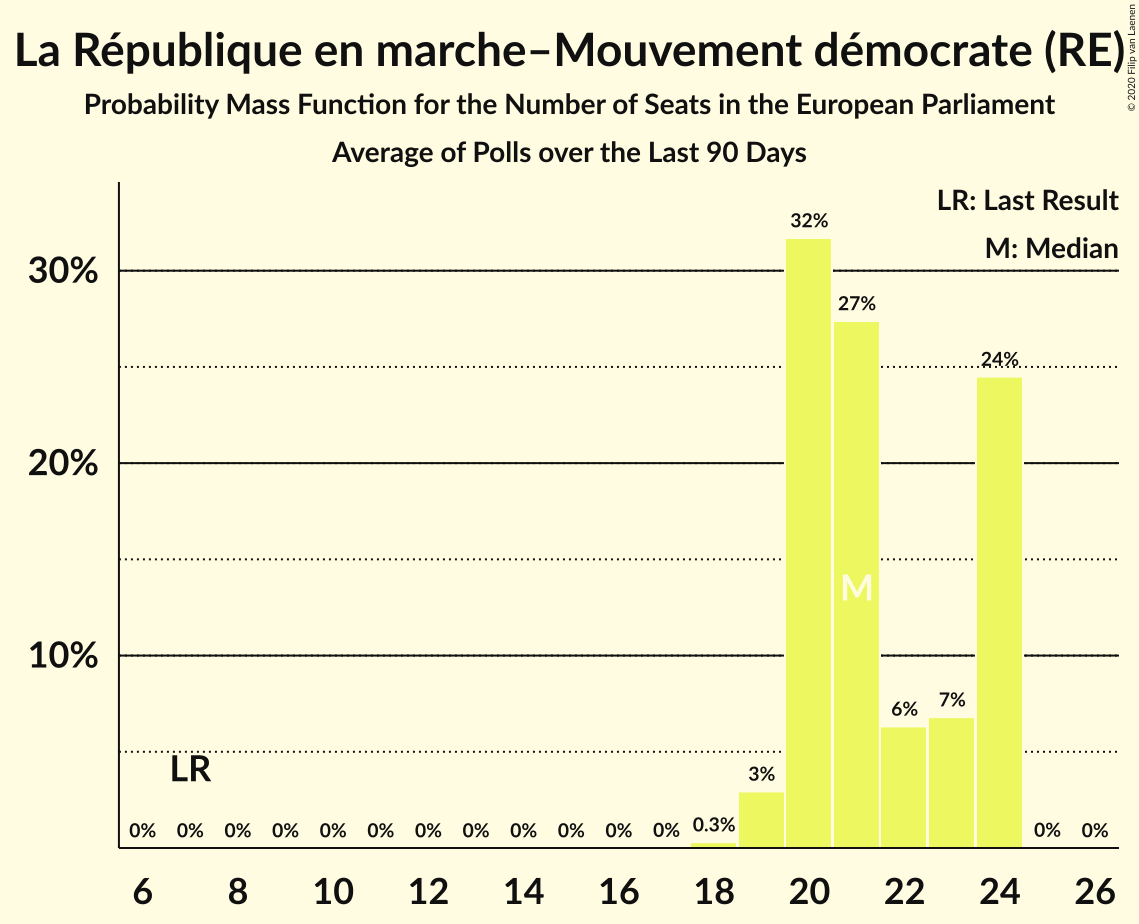 La République en marche–Mouvement démocrate (RE)
© 2020 Filip van Laenen
Probability Mass Function for the Number of Seats in the European Parliament
Average of Polls over the Last 90 Days
LR: Last Result
M: Median
30%
20%
10%
32%
27%
24%
M
7%
6%
3%
LR
0% 0% 0% 0% 0% 0% 0% 0% 0% 0% 0% 0% 0.3% 0% 0%
6 8 10 12 14 16 18 20 22 24 26